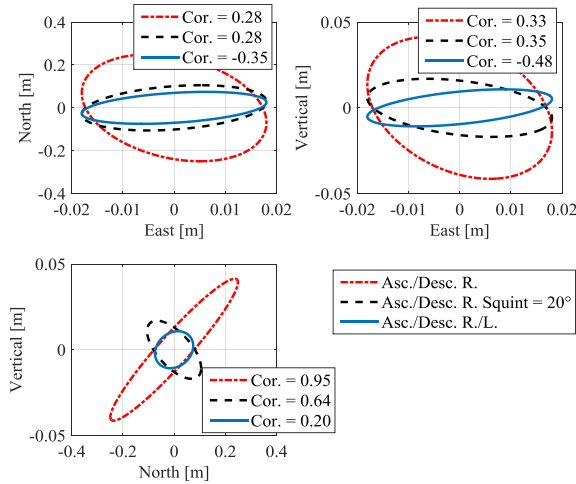 0.4
0.2
0
-0.2
-0.4
North [m]
-0.02
-0.01
0
0.01
0.02
East [m]
Cor. = 0.28
Cor. = 0.28
Cor. = -0.35
0.05
0
-0.05
Vertical [m]
-0.02
-0.01
0
0.01
0.02
East [m]
Cor. = 0.33
Cor. = 0.35
Cor. = -0.48
0.05
0
-0.05
Vertical [m]
-0.4
-0.2
0
0.2
0.4
North [m]
Cor. = 0.95
Cor. = 0.64
Cor. = 0.20
Asc./Desc. R.
Asc./Desc. R. Squint = 20°
Asc./Desc. R./L.